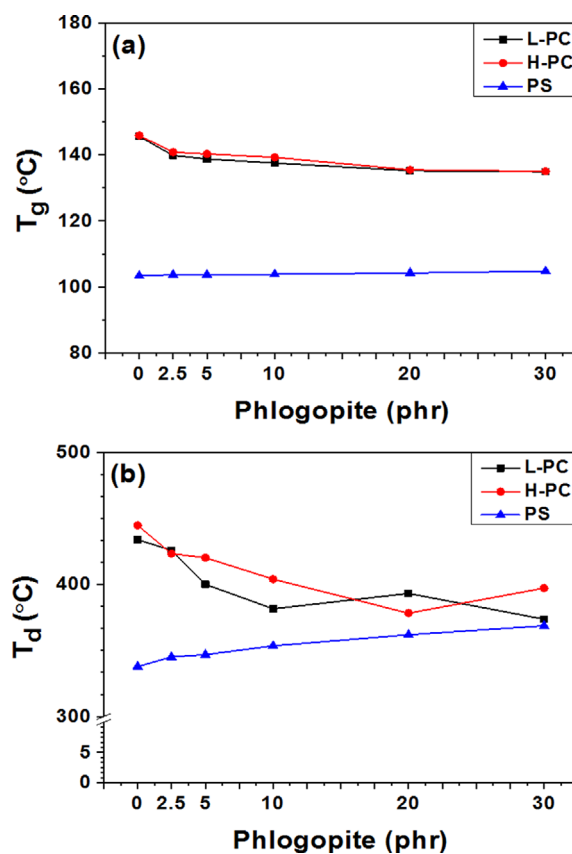 (a)
L-PC
H-PC
PS
180
160
140
120
100
80
Tg (°C)
0 2.5 5 10 20 30
Phlogopite (phr)
(b)
L-PC
H-PC
PS
500
400
300
5
0
Td (°C)
0 2.5 5 10 20 30
Phlogopite (phr)